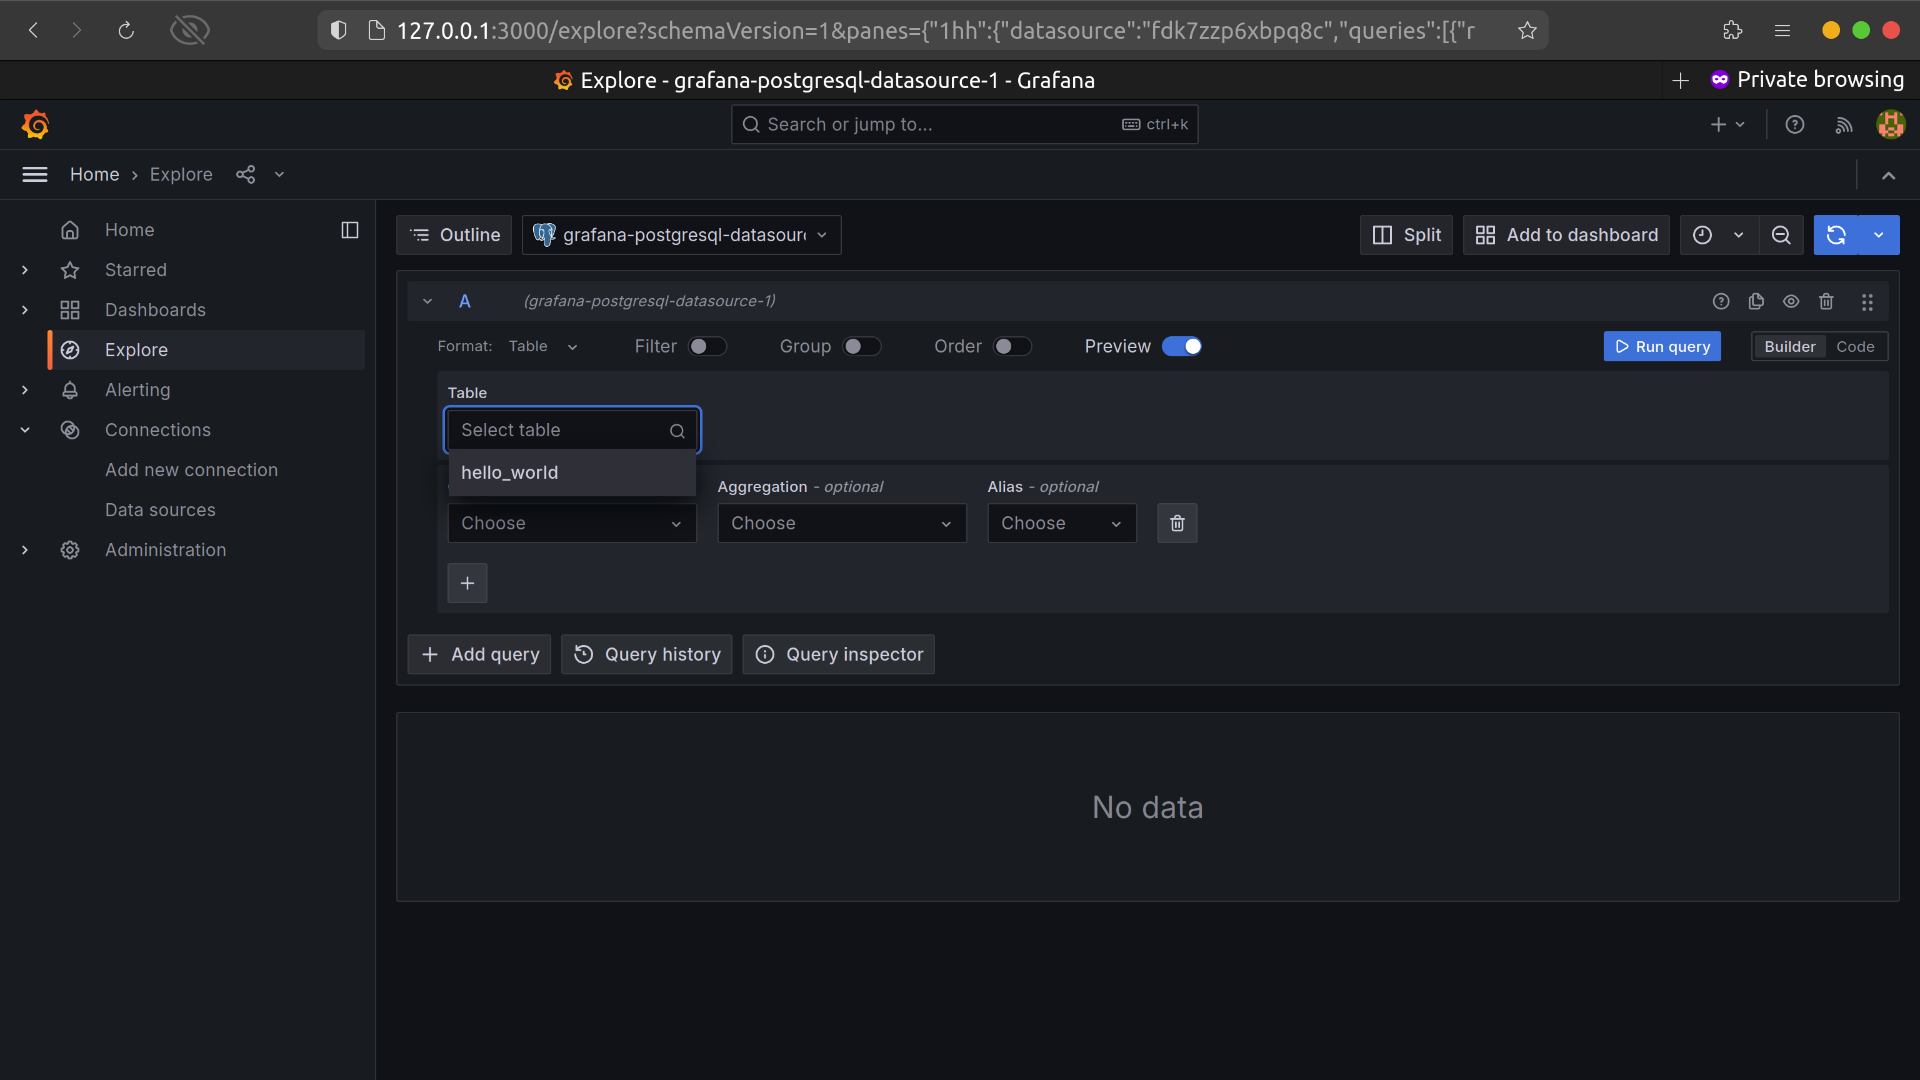 127.0.0.1:3000/explore?schemaVersion=1&panes={"1hh":{"datasource":"fdk7zzp6xbpq8c","queries":[{"r
Explore - grafana-postgresql-datasource-1 - Grafana
Private browsing
Search or jump to...
ctrl+k
Home
Explore
Home
Starred
Dashboards
Explore
Alerting
Connections
Add new connection
Data sources
Administration
Outline
grafana-postgresql-datasour
Split
Add to dashboard
A
(grafana-postgresql-datasource-1)
Format: Table
Filter
Group
Order
Preview
Run query
Builder
Code
Table
Select table
hello_world
Aggregation - optional
Alias - optional
Choose
Choose
Choose
Add query
Query history
Query inspector
No data